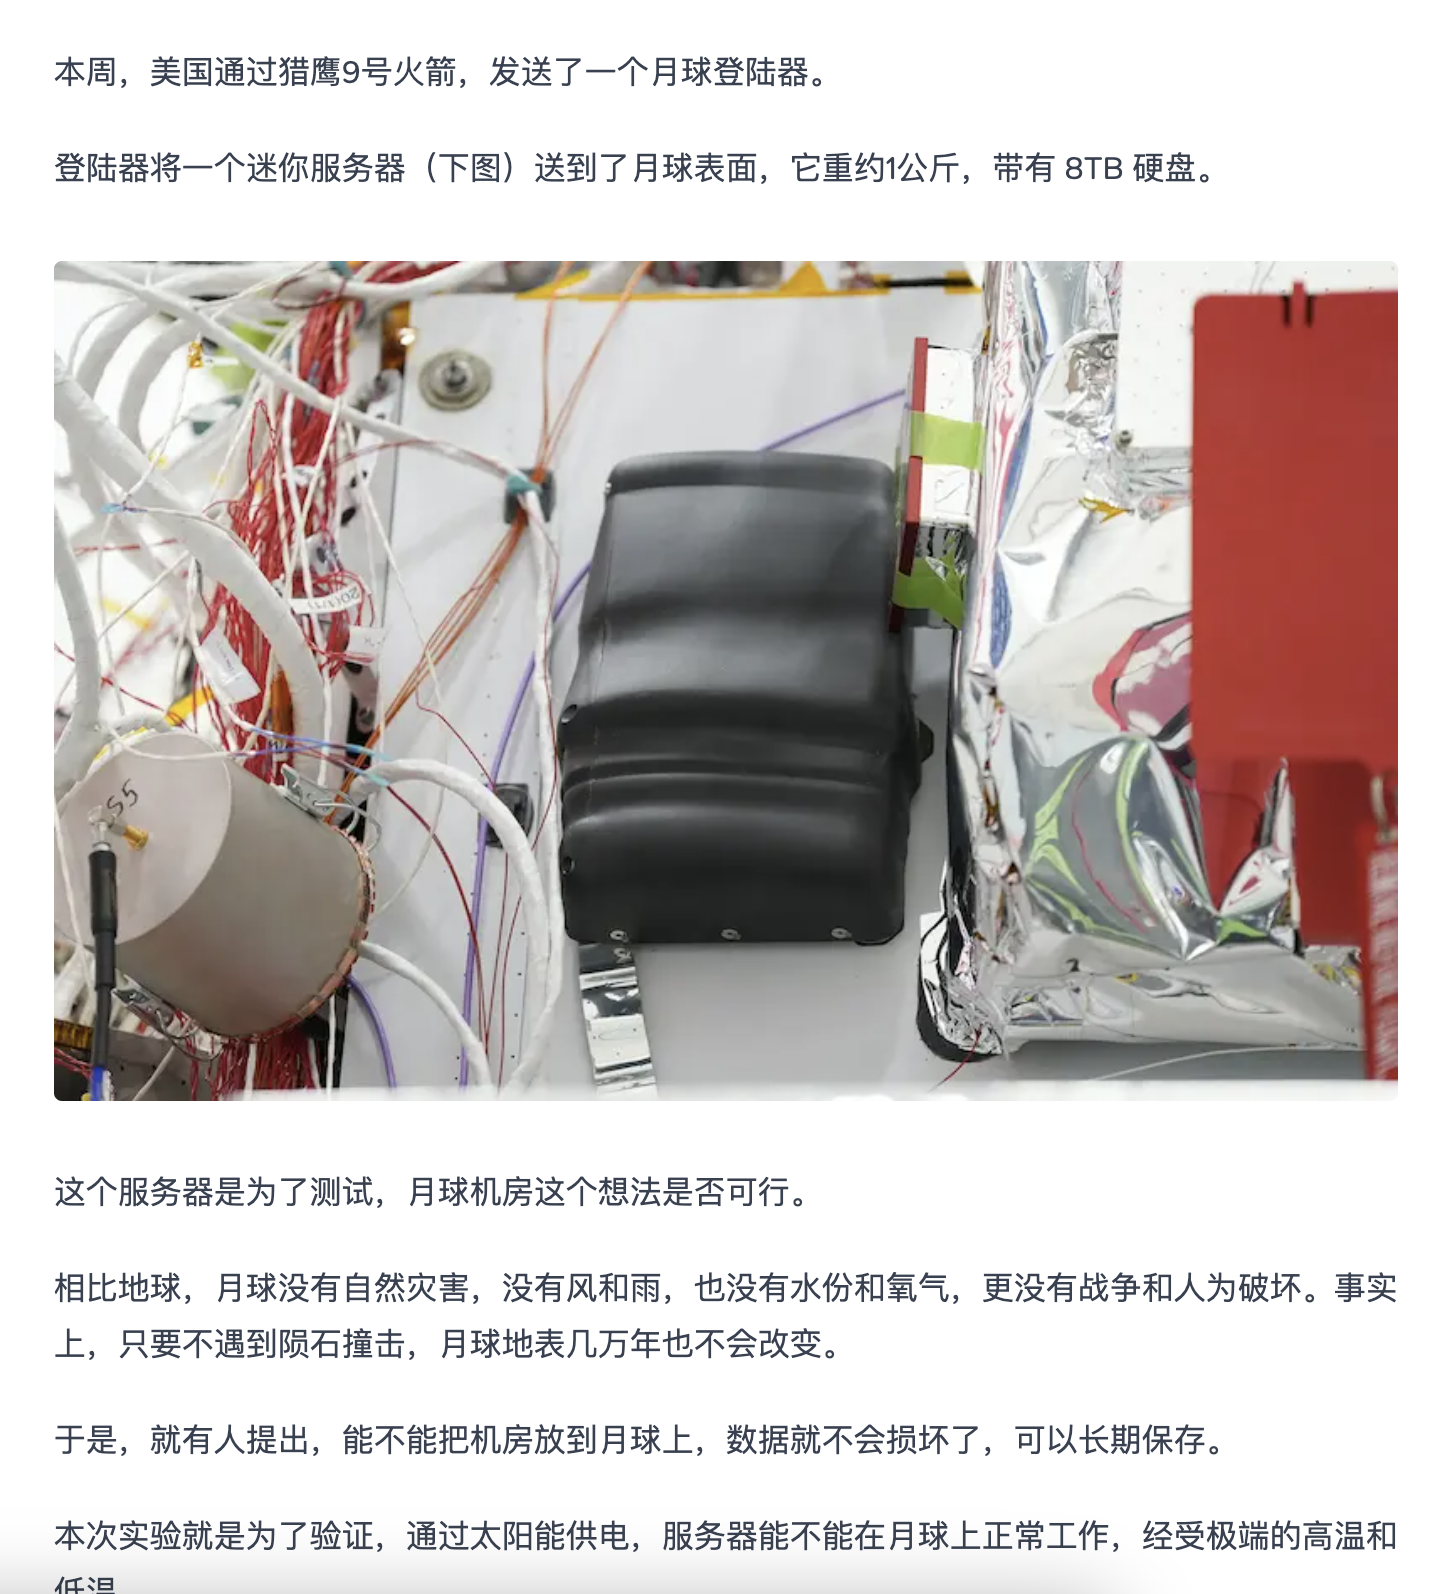 本周，美国通过猎鹰9号火箭，发送了一个月球登陆器。
登陆器将一个迷你服务器（下图）送到了月球表面，它重约1公斤，带有 8TB 硬盘。
S5
这个服务器是为了测试，月球机房这个想法是否可行。
相比地球，月球没有自然灾害，没有风和雨，也没有水份和氧气，更没有战争和人为破坏。事实
上，只要不遇到陨石撞击，月球地表几万年也不会改变。
于是，就有人提出，能不能把机房放到月球上，数据就不会损坏了，可以长期保存。
本次实验就是为了验证，通过太阳能供电，服务器能不能在月球上正常工作，经受极端的高温和
低温